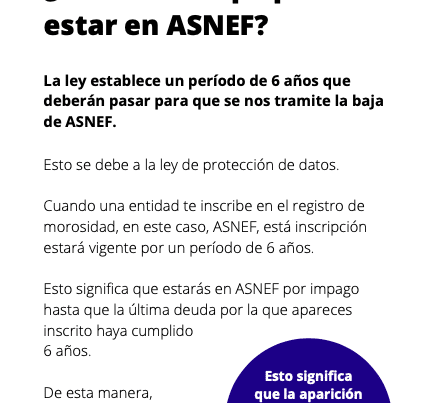 estar en ASNEF?
La ley establece un período de 6 años que
deberán pasar para que se nos tramite la baja
de ASNEF.
Esto se debe a la ley de protección de datos.
Cuando una entidad te inscribe en el registro de
morosidad, en este caso, ASNEF, está inscripción
estará vigente por un período de 6 años.
Esto significa que estarás en ASNEF por impago
hasta que la última deuda por la que apareces
inscrito haya cumplido
6 años.
De esta manera,
Esto significa
que la aparición